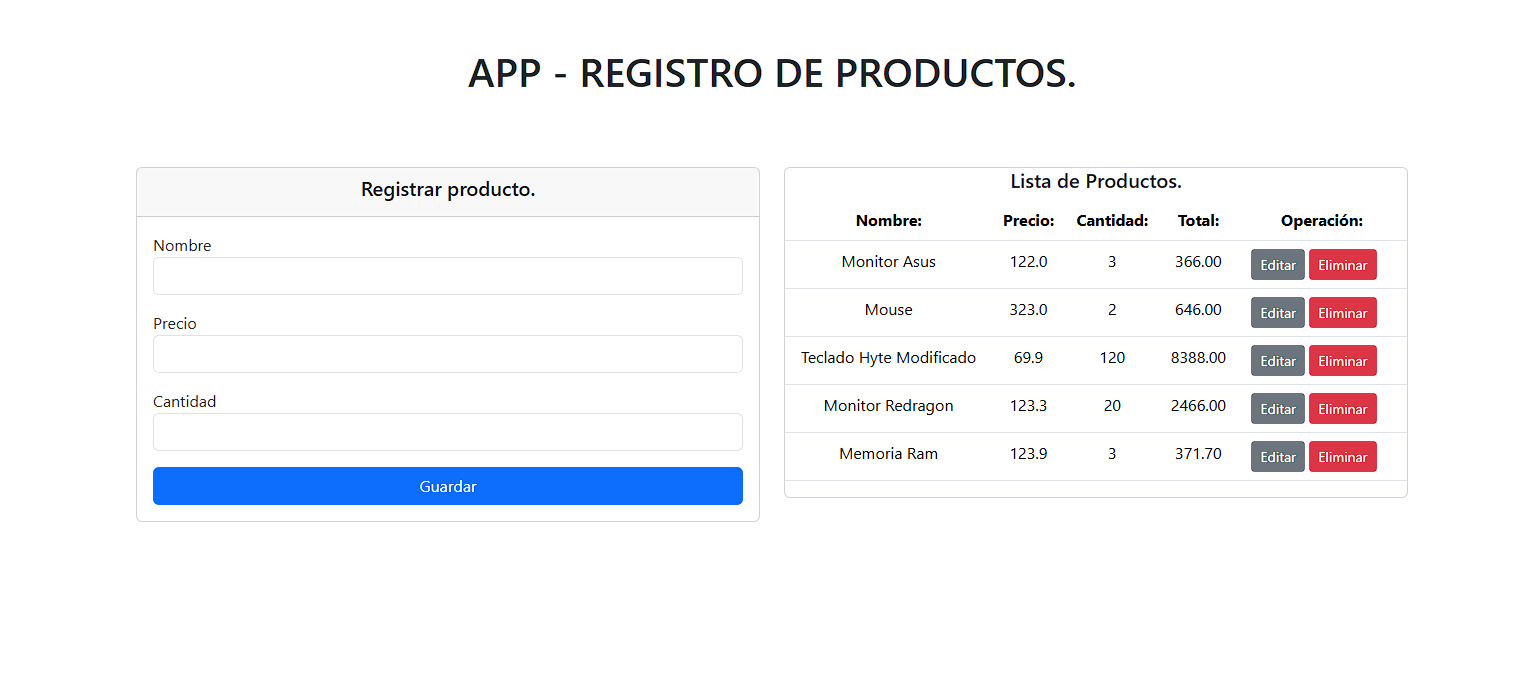 APP - REGISTRO DE PRODUCTOS.
Registrar producto.
Nombre
Precio
Cantidad
Guardar
Lista de Productos.
Nombre: Precio: Cantidad: Total: Operación:
Monitor Asus 122.0 3 366.00 Editar Eliminar
Mouse 323.0 2 646.00 Editar Eliminar
Teclado Hyte Modificado 69.9 120 8388.00 Editar Eliminar
Monitor Redragon 123.3 20 2466.00 Editar Eliminar
Memoria Ram 123.9 3 371.70 Editar Eliminar